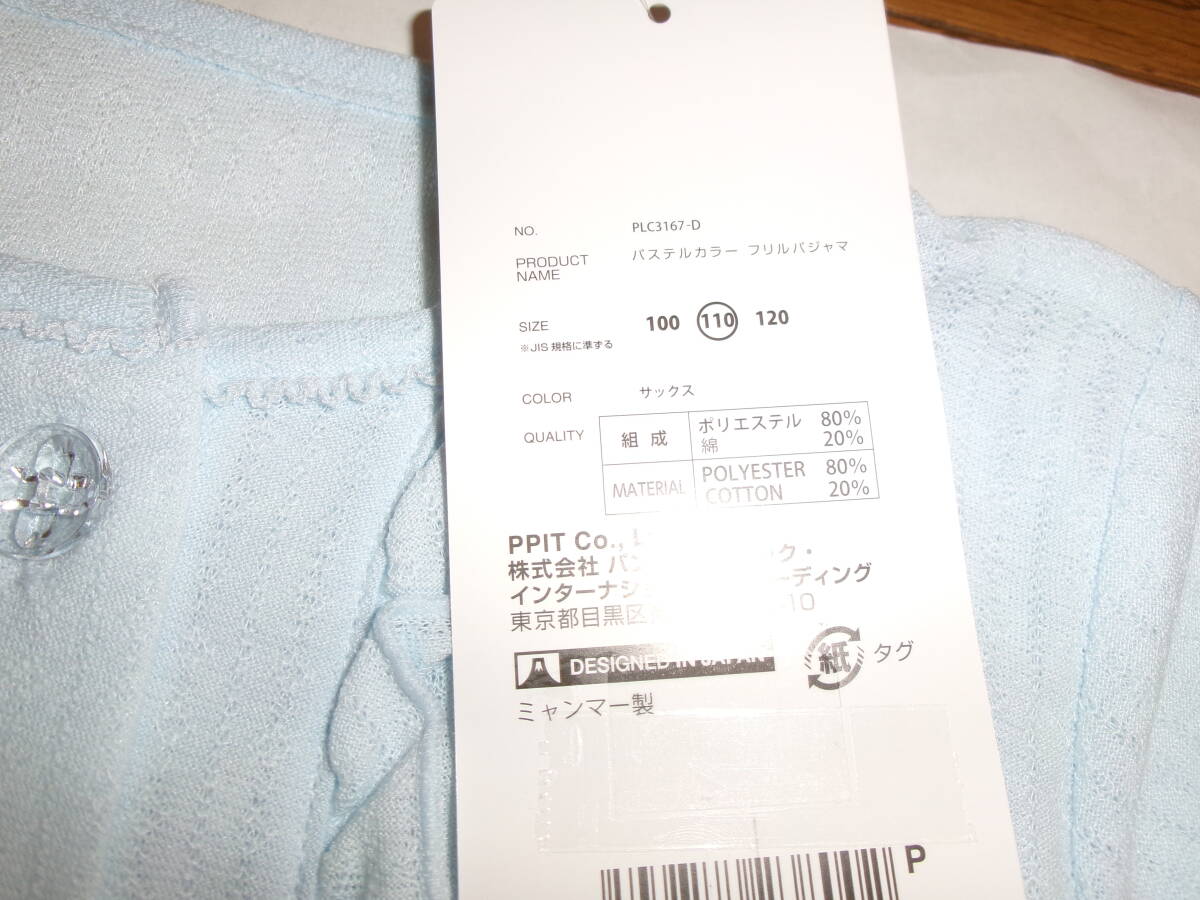 NO. PLC3167-D
PRODUCT NAME パステルカラー フリルパジャマ
SIZE 100 110 120
※JIS規格に準ずる
COLOR サックス
QUALITY 組成 ポリエステル 80%
綿 20%
MATERIAL POLYESTER 80%
COTTON 20%
PPIT Co.,
株式会社
インターナショ ーディング
東京都目黒区 10
DESIGNED IN JAPAN
紙 タグ
ミャンマー製
P